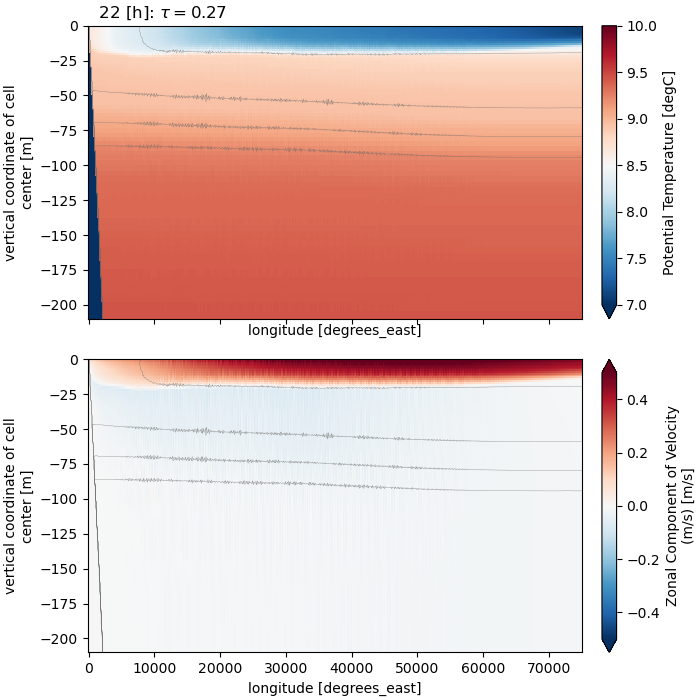 22 [h]: τ = 0.27
0
−25
−50
−75
−100
−125
−150
−175
−200
vertical coordinate of cell
center [m]
longitude [degrees_east]
10.0
9.5
9.0
8.5
8.0
7.5
7.0
Potential Temperature [degC]
0
−25
−50
−75
−100
−125
−150
−175
−200
vertical coordinate of cell
center [m]
0 10000 20000 30000 40000 50000 60000 70000
longitude [degrees_east]
0.4
0.2
0.0
−0.2
−0.4
Zonal Component of Velocity
(m/s) [m/s]